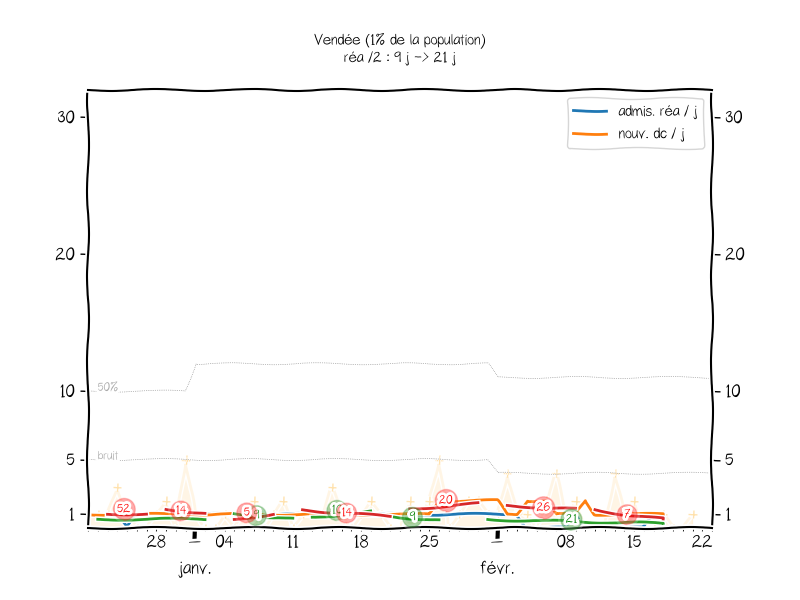 Vendée (1% de la population)
réa /2 : 9 j -> 21 j
admis. réa / j
nouv. dc / j
30 30
20 20
50%
10 10
bruit
5 5
52 14 5 9 14 9 20 26 21 7
1 1
28 04 11 18 25 08 15 22
janv. févr.